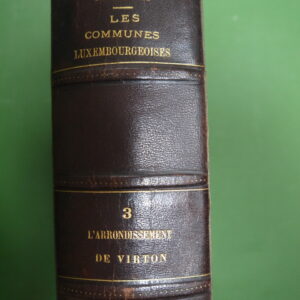 LES
COMMUNES
LUXEMBOURGEOISES
3
L'ARRONDISSEMENT
DE VIRTON